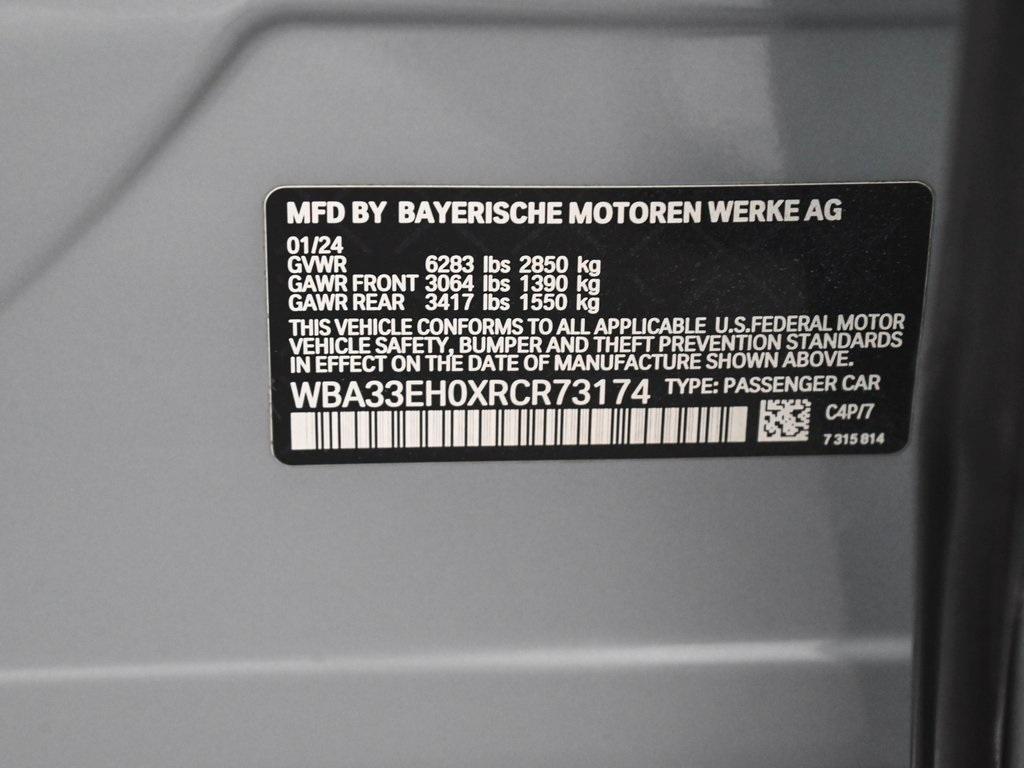 MFD BY BAYERISCHE MOTOREN WERKE AG
01/24
GVWR 6283 lbs 2850 kg
GAWR FRONT 3064 lbs 1390 kg
GAWR REAR 3417 lbs 1550 kg
THIS VEHICLE CONFORMS TO ALL APPLICABLE U.S.FEDERAL MOTOR
VEHICLE SAFETY, BUMPER AND THEFT PREVENTION STANDARDS
IN EFFECT ON THE DATE OF MANUFACTURE SHOWN ABOVE.
WBA33EH0XRCR73174 TYPE: PASSENGER CAR
C4P/7
7 315 814